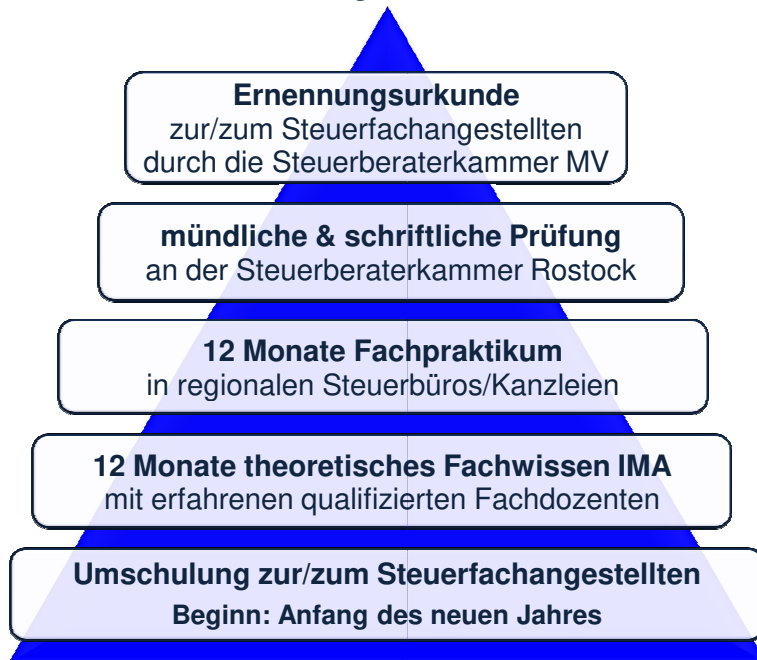 Ernennungsurkunde
zur/zum Steuerfachangestellten
durch die Steuerberaterkammer MV
mündliche & schriftliche Prüfung
an der Steuerberaterkammer Rostock
12 Monate Fachpraktikum
in regionalen Steuerbüros/Kanzleien
12 Monate theoretisches Fachwissen IMA
mit erfahrenen qualifizierten Fachdozenten
Umschulung zur/zum Steuerfachangestellten
Beginn: Anfang des neuen Jahres